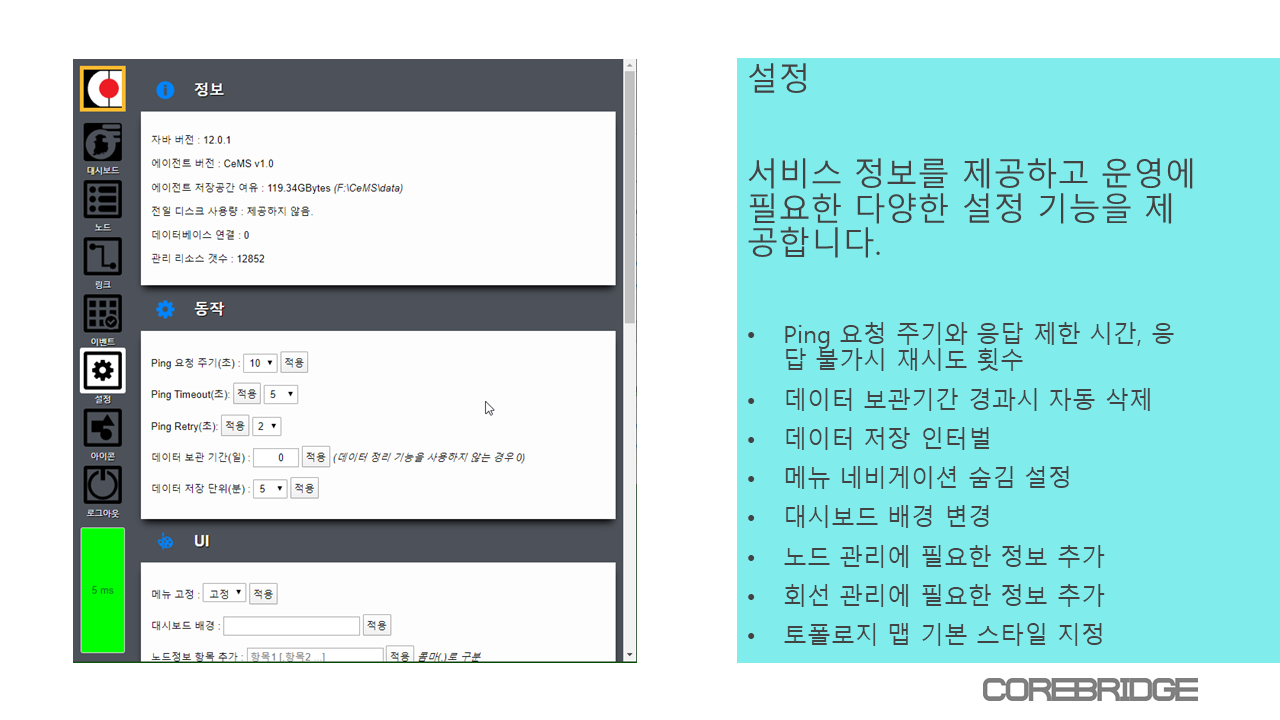 정보
자바 버전 : 12.0.1
에이전트 버전 : CeMS v1.0
에이전트 저장공간 여유 : 119.34GBytes (F:\CeMS\data)
전일 디스크 사용량 : 제공하지 않음.
데이터베이스 연결 : 0
관리 리소스 갯수 : 12852
대시보드
노드
링크
이벤트
설정
아이콘
로그아웃
5 ms
동작
Ping 요청 주기(초) : 10 적용
Ping Timeout(초): 적용 5
Ping Retry(초): 적용 2
데이터 보관 기간(일) : 0 적용 (데이터 정리 기능을 사용하지 않는 경우 0)
데이터 저장 단위(분) : 5 적용
UI
메뉴 고정 : 고정 적용
대시보드 배경 : 적용
노드정보 항목 추가 : 항목1 [,항목2 ...] 적용 콤마(,)로 구분
설정
서비스 정보를 제공하고 운영에
필요한 다양한 설정 기능을 제
공합니다.
• Ping 요청 주기와 응답 제한 시간, 응
답 불가시 재시도 횟수
• 데이터 보관기간 경과시 자동 삭제
• 데이터 저장 인터벌
• 메뉴 네비게이션 숨김 설정
• 대시보드 배경 변경
• 노드 관리에 필요한 정보 추가
• 회선 관리에 필요한 정보 추가
• 토폴로지 맵 기본 스타일 지정
COREBRIDGE